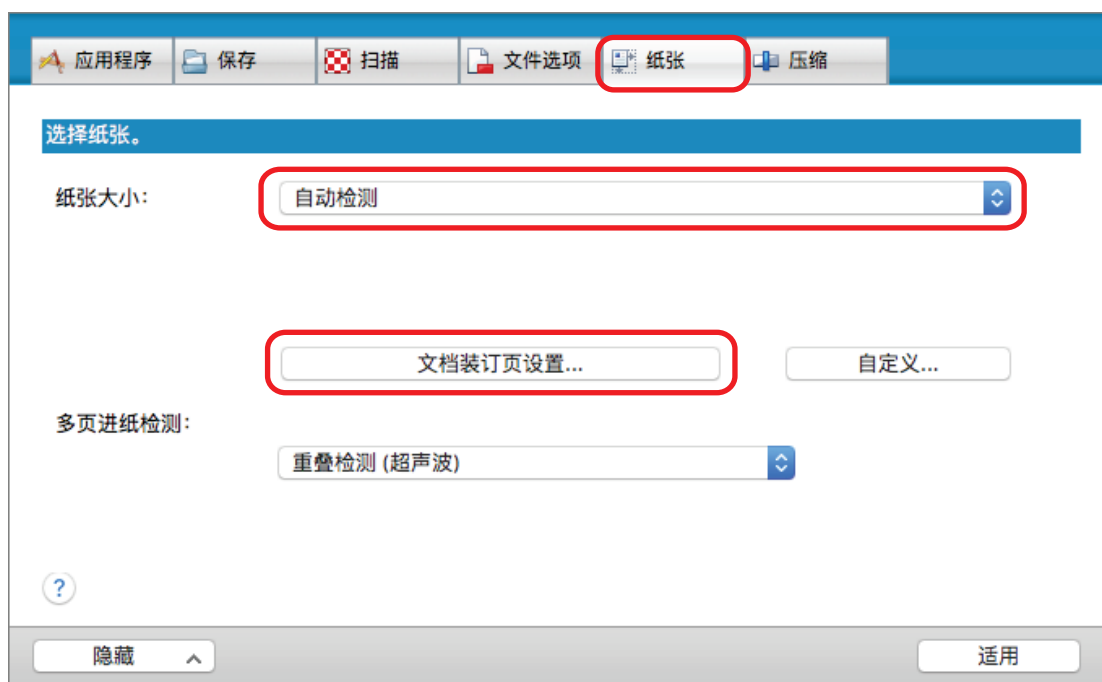 应用程序 保存 扫描 文件选项 纸张 压缩
选择纸张。
纸张大小: 自动检测
文档装订页设置... 自定义...
多页进纸检测:
重叠检测 (超声波)
?
隐藏 适用